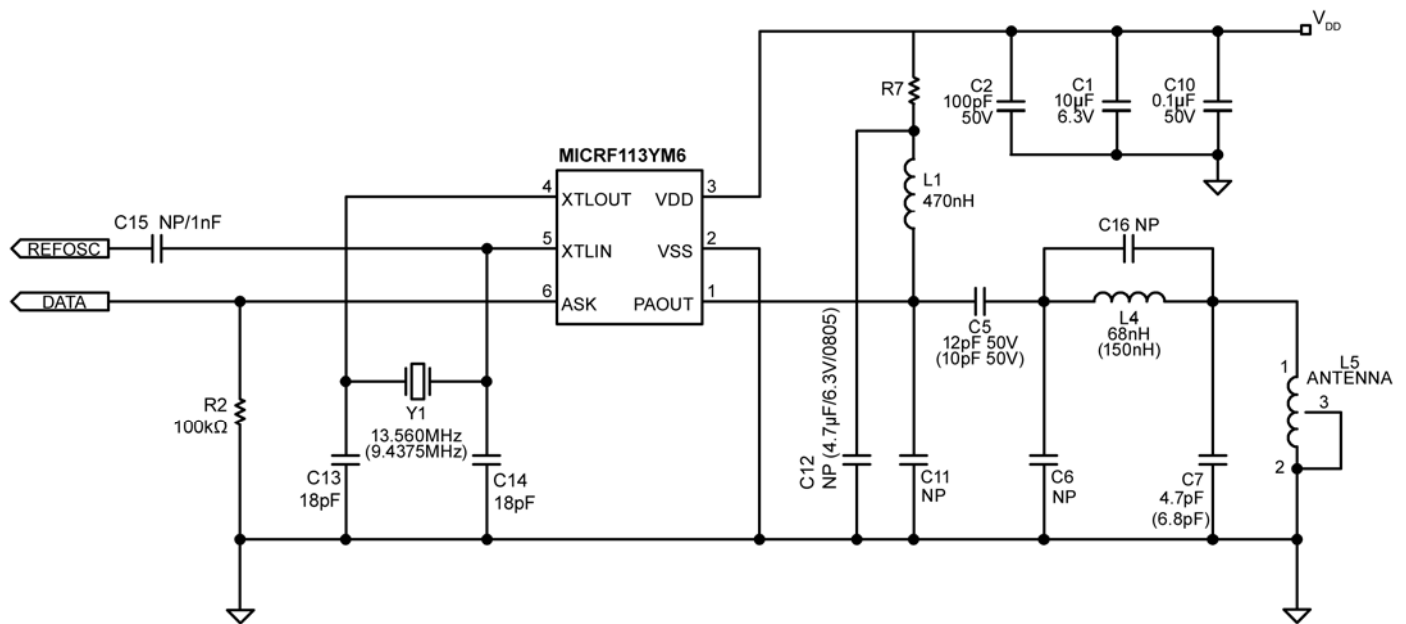 V_DD
R7
C2
100pF
50V
C1
10µF
6.3V
C10
0.1µF
50V
MICRF113YM6
4
XTLOUT
VDD
3
L1
470nH
C15 NP/1nF
C16 NP
REFOSC
5
XTLIN
VSS
2
DATA
6
ASK
PAOUT
1
C5
12pF 50V
(10pF 50V)
L4
68nH
(150nH)
L5
ANTENNA
1
3
2
R2
100kΩ
Y1
13.560MHz
(9.4375MHz)
C13
18pF
C14
18pF
C12
NP (4.7µF/6.3V/0805)
C11
NP
C6
NP
C7
4.7pF
(6.8pF)